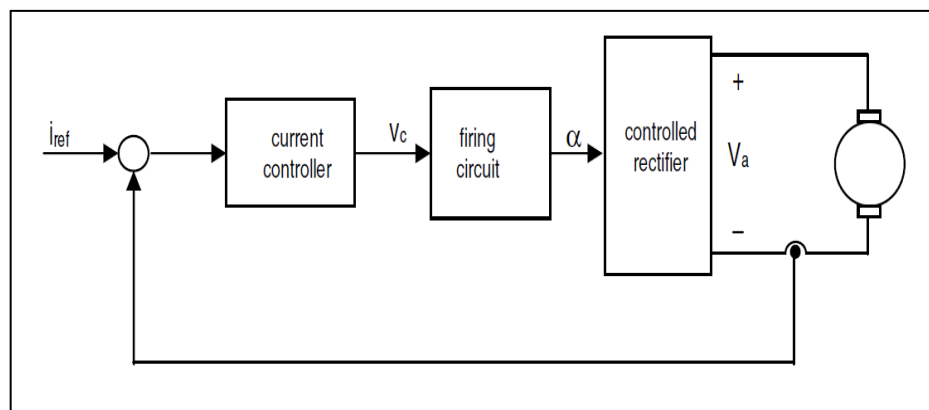 i_ref
current
controller
v_c
firing
circuit
α
controlled
rectifier
+
V_a
−